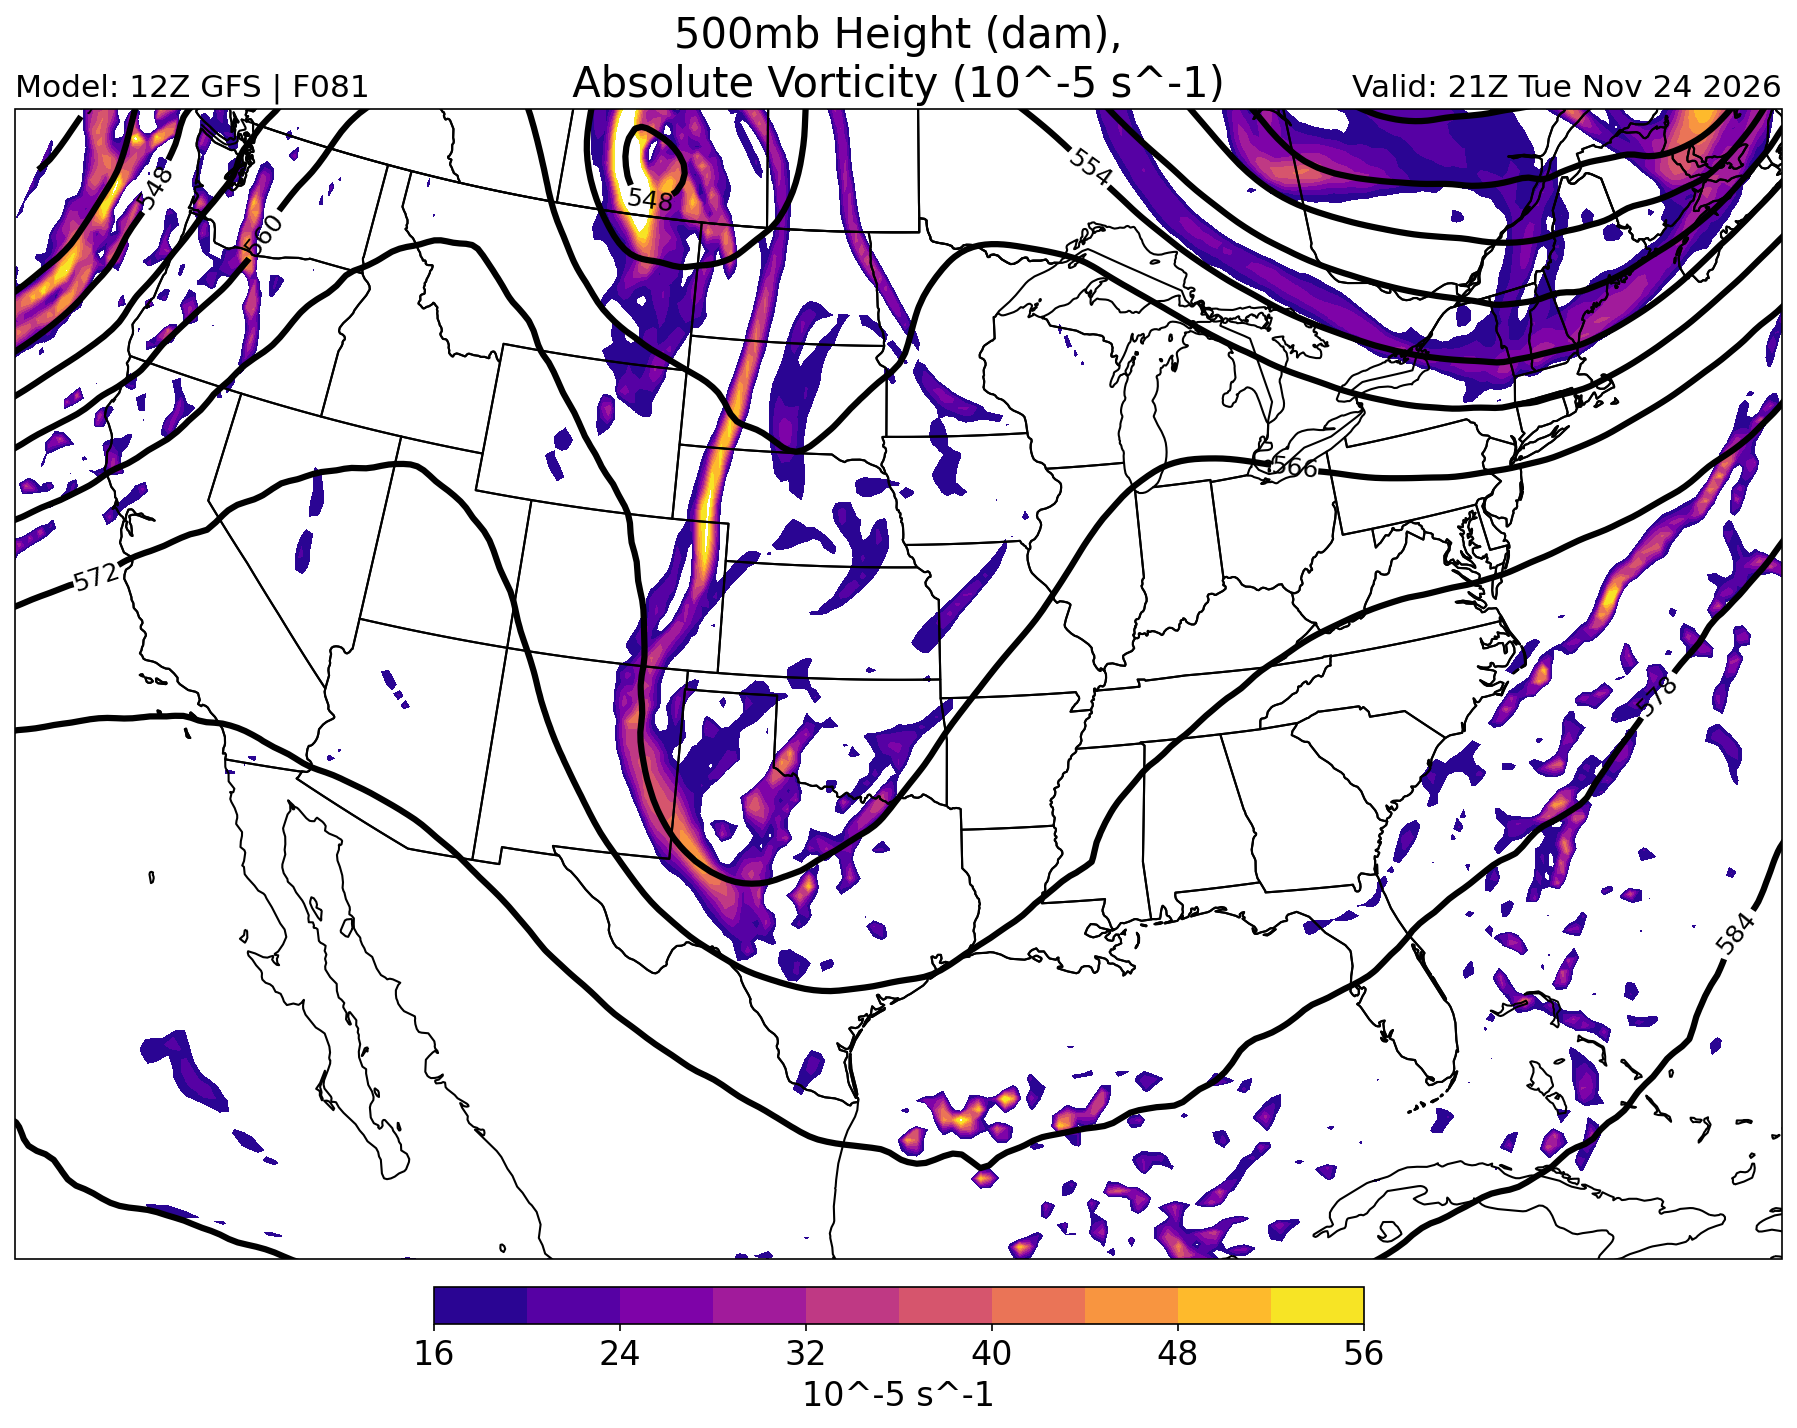 500mb Height (dam),
Absolute Vorticity (10^-5 s^-1)
Model: 12Z GFS | F081
Valid: 21Z Tue Nov 24 2026
548
560
548
554
566
572
578
584
16
24
32
40
48
56
10^-5 s^-1